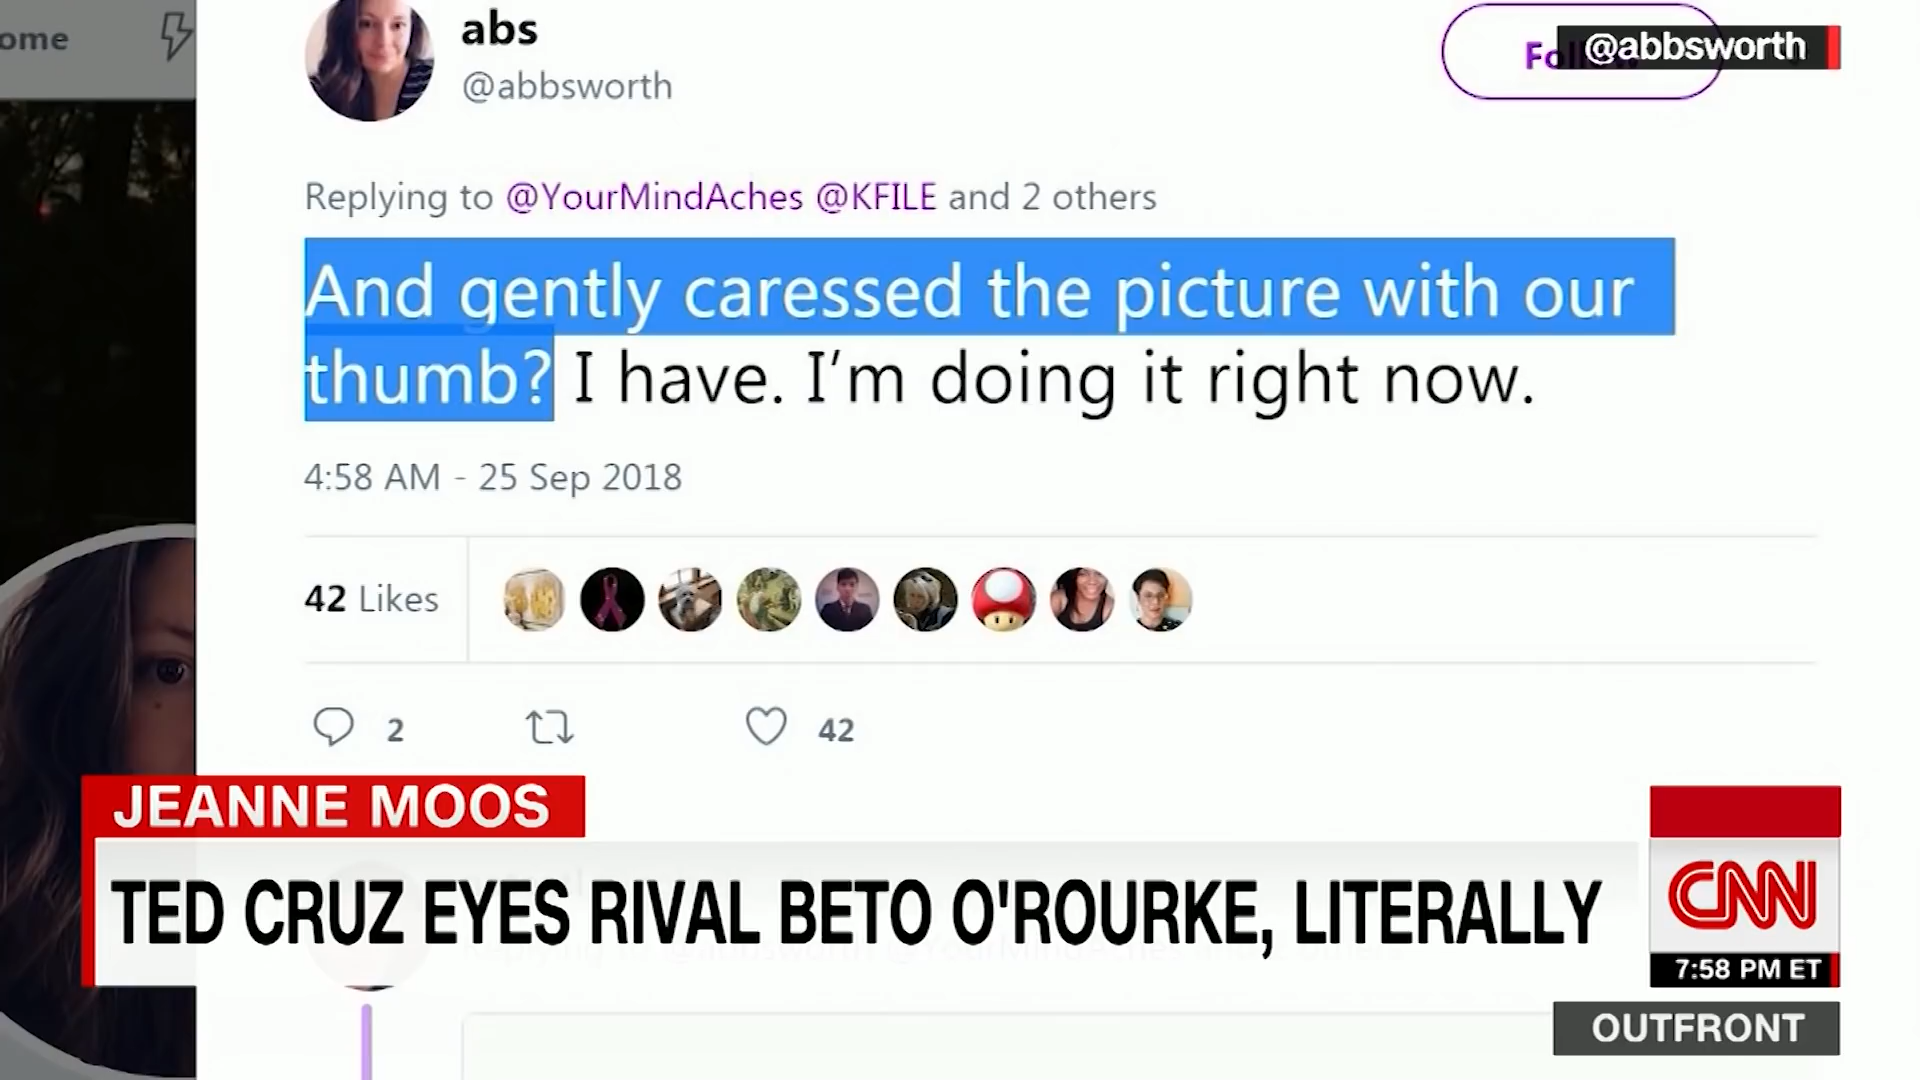 ome
abs
@abbsworth
@abbsworth
Replying to @YourMindAches @KFILE and 2 others
And gently caressed the picture with our
thumb? I have. I'm doing it right now.
4:58 AM - 25 Sep 2018
42 Likes
2
42
JEANNE MOOS
TED CRUZ EYES RIVAL BETO O'ROURKE, LITERALLY
CNN
7:58 PM ET
OUTFRONT